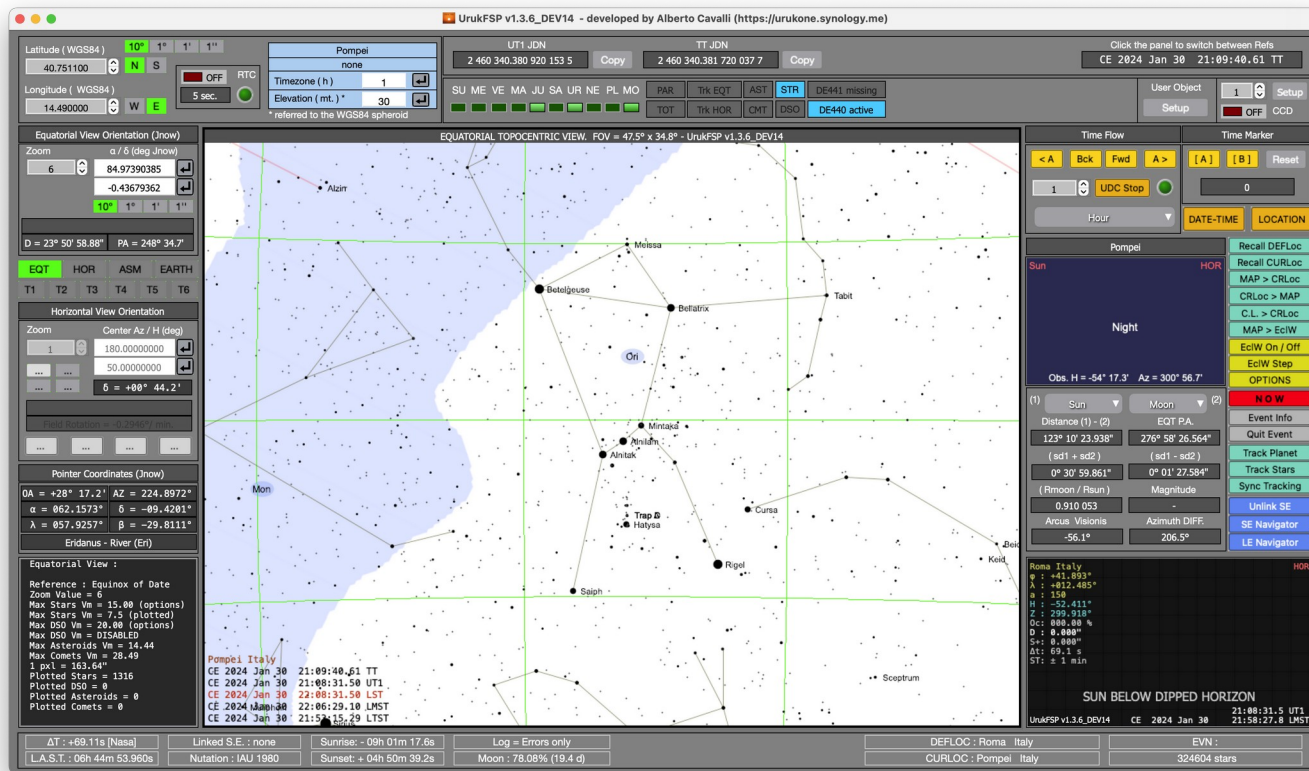 UrukFSP v1.3.6_DEV14 - developed by Alberto Cavalli (https://urukone.synology.me)
Latitude ( WGS84 )
10° 1° 1' 1''
40.751100
N S
Longitude ( WGS84 )
14.490000
W E
OFF
RTC
5 sec.
Pompei
none
Timezone ( h )
1
Elevation ( mt. ) *
30
* referred to the WGS84 spheroid
UT1 JDN
TT JDN
2 460 340.380 920 153 5
Copy
2 460 340.381 720 037 7
Copy
SU ME VE MA JU SA UR NE PL MO
PAR Trk EQT AST STR DE441 missing
TOT Trk HOR CMT DSO DE440 active
Click the panel to switch between Refs
CE 2024 Jan 30 21:09:40.61 TT
User Object
Setup
1
Setup
OFF
CCD
Equatorial View Orientation (Jnow)
Zoom
α / δ (deg Jnow)
6
84.97390385
-0.43679362
10° 1° 1' 1''
D = 23° 50' 58.88"
PA = 248° 34.7'
EQT HOR ASM EARTH
T1 T2 T3 T4 T5 T6
Horizontal View Orientation
Zoom
Center Az / H (deg)
1
180.00000000
50.00000000
... ...
... ...
δ = +00° 44.2'
Field Rotation = -0.2946°/ min.
... ... ... ...
Pointer Coordinates (Jnow)
OA = +28° 17.2' AZ = 224.8972°
α = 062.1573° δ = -09.4201°
λ = 057.9257° β = -29.8111°
Eridanus - River (Eri)
Equatorial View :
Reference : Equinox of Date
Zoom Value = 6
Max Stars Vm = 15.00 (options)
Max Stars Vm = 7.5 (plotted)
Max DSO Vm = 20.00 (options)
Max DSO Vm = DISABLED
Max Asteroids Vm = 14.44
Max Comets Vm = 28.49
1 pxl = 163.64"
Plotted Stars = 1316
Plotted DSO = 0
Plotted Asteroids = 0
Plotted Comets = 0
EQUATORIAL TOPOCENTRIC VIEW. FOV = 47.5° x 34.8° - UrukFSP v1.3.6_DEV14
Alzirr
Meissa
Betelgeuse
Tabit
Bellatrix
Ori
Mintaka
Alnilam
Alnitak
Mon
Cursa
Hatysa
Keid
Rigel
Saiph
Sceptrum
Pompei Italy
CE 2024 Jan 30 21:09:40.61 TT
CE 2024 Jan 30 21:08:31.50 UT1
CE 2024 Jan 30 22:08:31.50 LST
CE 2024 Jan 30 22:06:29.10 LMST
CE 2024 Jan 30 21:53:15.29 LTST
Time Flow
Time Marker
< A Bck Fwd A >
[ A ] [ B ] Reset
1
UDC Stop
0
Hour
DATE-TIME
LOCATION
Pompei
Sun
HOR
Night
Obs. H = -54° 17.3' Az = 300° 56.7'
(1) Sun Moon (2)
Distance (1) - (2)
EQT P.A.
123° 10' 23.938"
276° 58' 26.564"
( sd1 + sd2 )
( sd1 - sd2 )
0° 30' 59.861"
0° 01' 27.584"
( Rmoon / Rsun )
Magnitude
0.910 053
-
Arcus Visionis
Azimuth DIFF.
-56.1°
206.5°
Recall DEFLoc
Recall CURLoc
MAP > CRLoc
CRLoc > MAP
C.L. > CRLoc
MAP > EclW
EclW On / Off
EclW Step
OPTIONS
N O W
Event Info
Quit Event
Track Planet
Track Stars
Sync Tracking
Unlink SE
SE Navigator
LE Navigator
Roma Italy
HOR
φ : +41.893°
λ : +012.485°
a : 150
H : -52.411°
Z : 299.918°
Oc: 000.00 %
D : 0.000"
S+: 0.000"
Δt: 69.1 s
ST: ± 1 min
SUN BELOW DIPPED HORIZON
21:08:31.5 UT1
UrukFSP v1.3.6_DEV14 CE 2024 Jan 30 21:58:27.8 LMST
ΔT : +69.11s [Nasa]
Linked S.E. : none
Sunrise: - 09h 01m 17.6s
Log = Errors only
DEFLOC : Roma Italy
EVN :
L.A.S.T. : 06h 44m 53.960s
Nutation : IAU 1980
Sunset: + 04h 50m 39.2s
Moon : 78.08% (19.4 d)
CURLOC : Pompei Italy
324604 stars